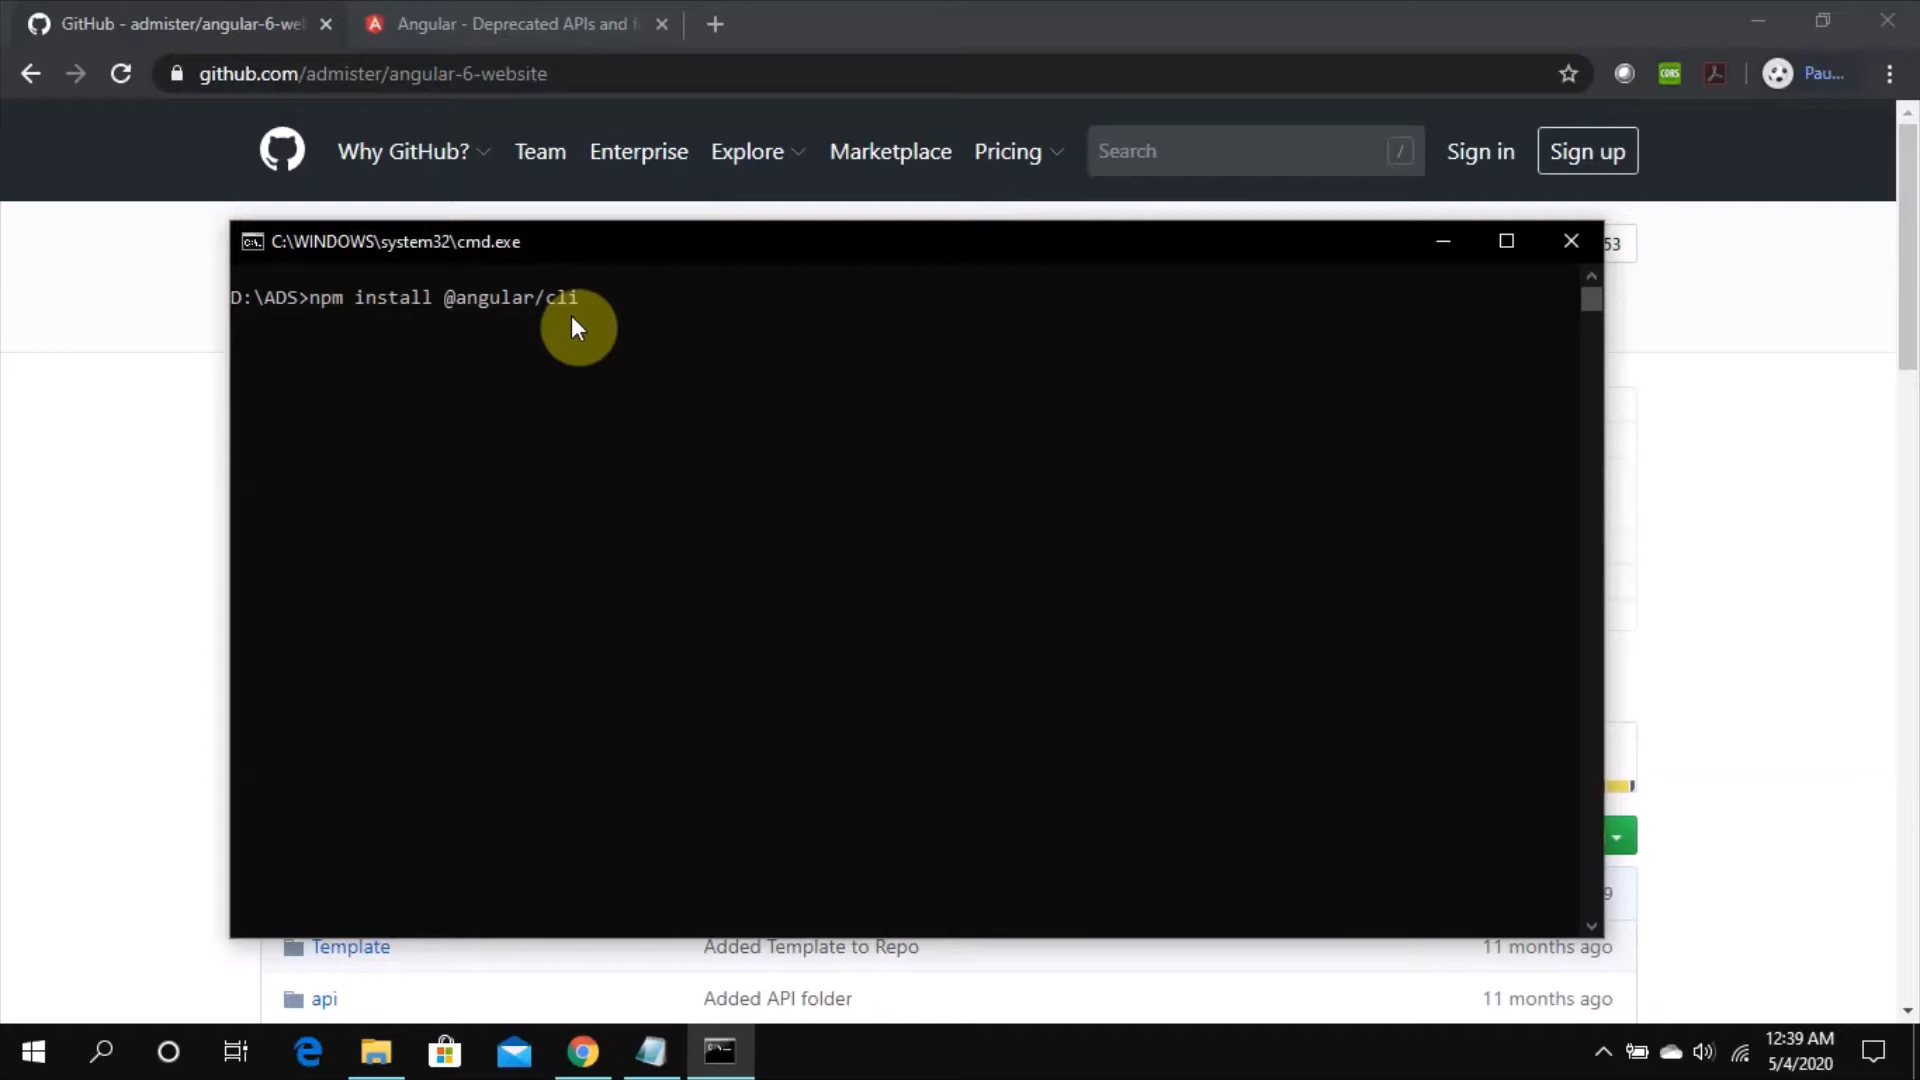 GitHub - admister/angular-6-we
Angular - Deprecated APIs and f
github.com/admister/angular-6-website
CORS
Pau...
Why GitHub?
Team
Enterprise
Explore
Marketplace
Pricing
Search
/
Sign in
Sign up
53
C:\WINDOWS\system32\cmd.exe
D:\ADS>npm install @angular/cli
9
Template
Added Template to Repo
11 months ago
api
Added API folder
11 months ago
12:39 AM
5/4/2020